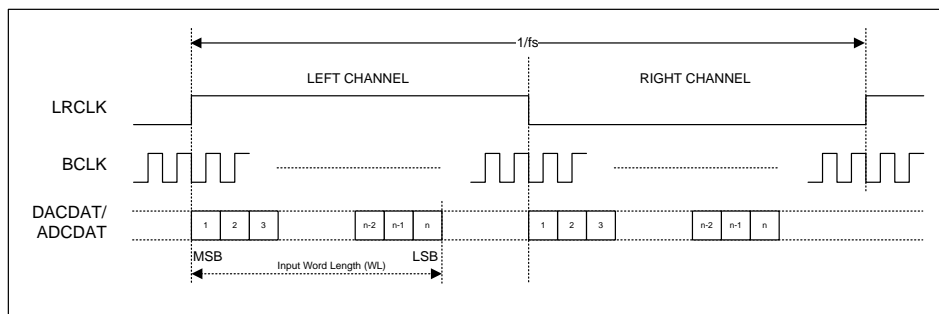 1/fs
LEFT CHANNEL RIGHT CHANNEL
LRCLK
BCLK
DACDAT/
ADCDAT
1 2 3 n-2 n-1 n 1 2 3 n-2 n-1 n
MSB LSB
Input Word Length (WL)